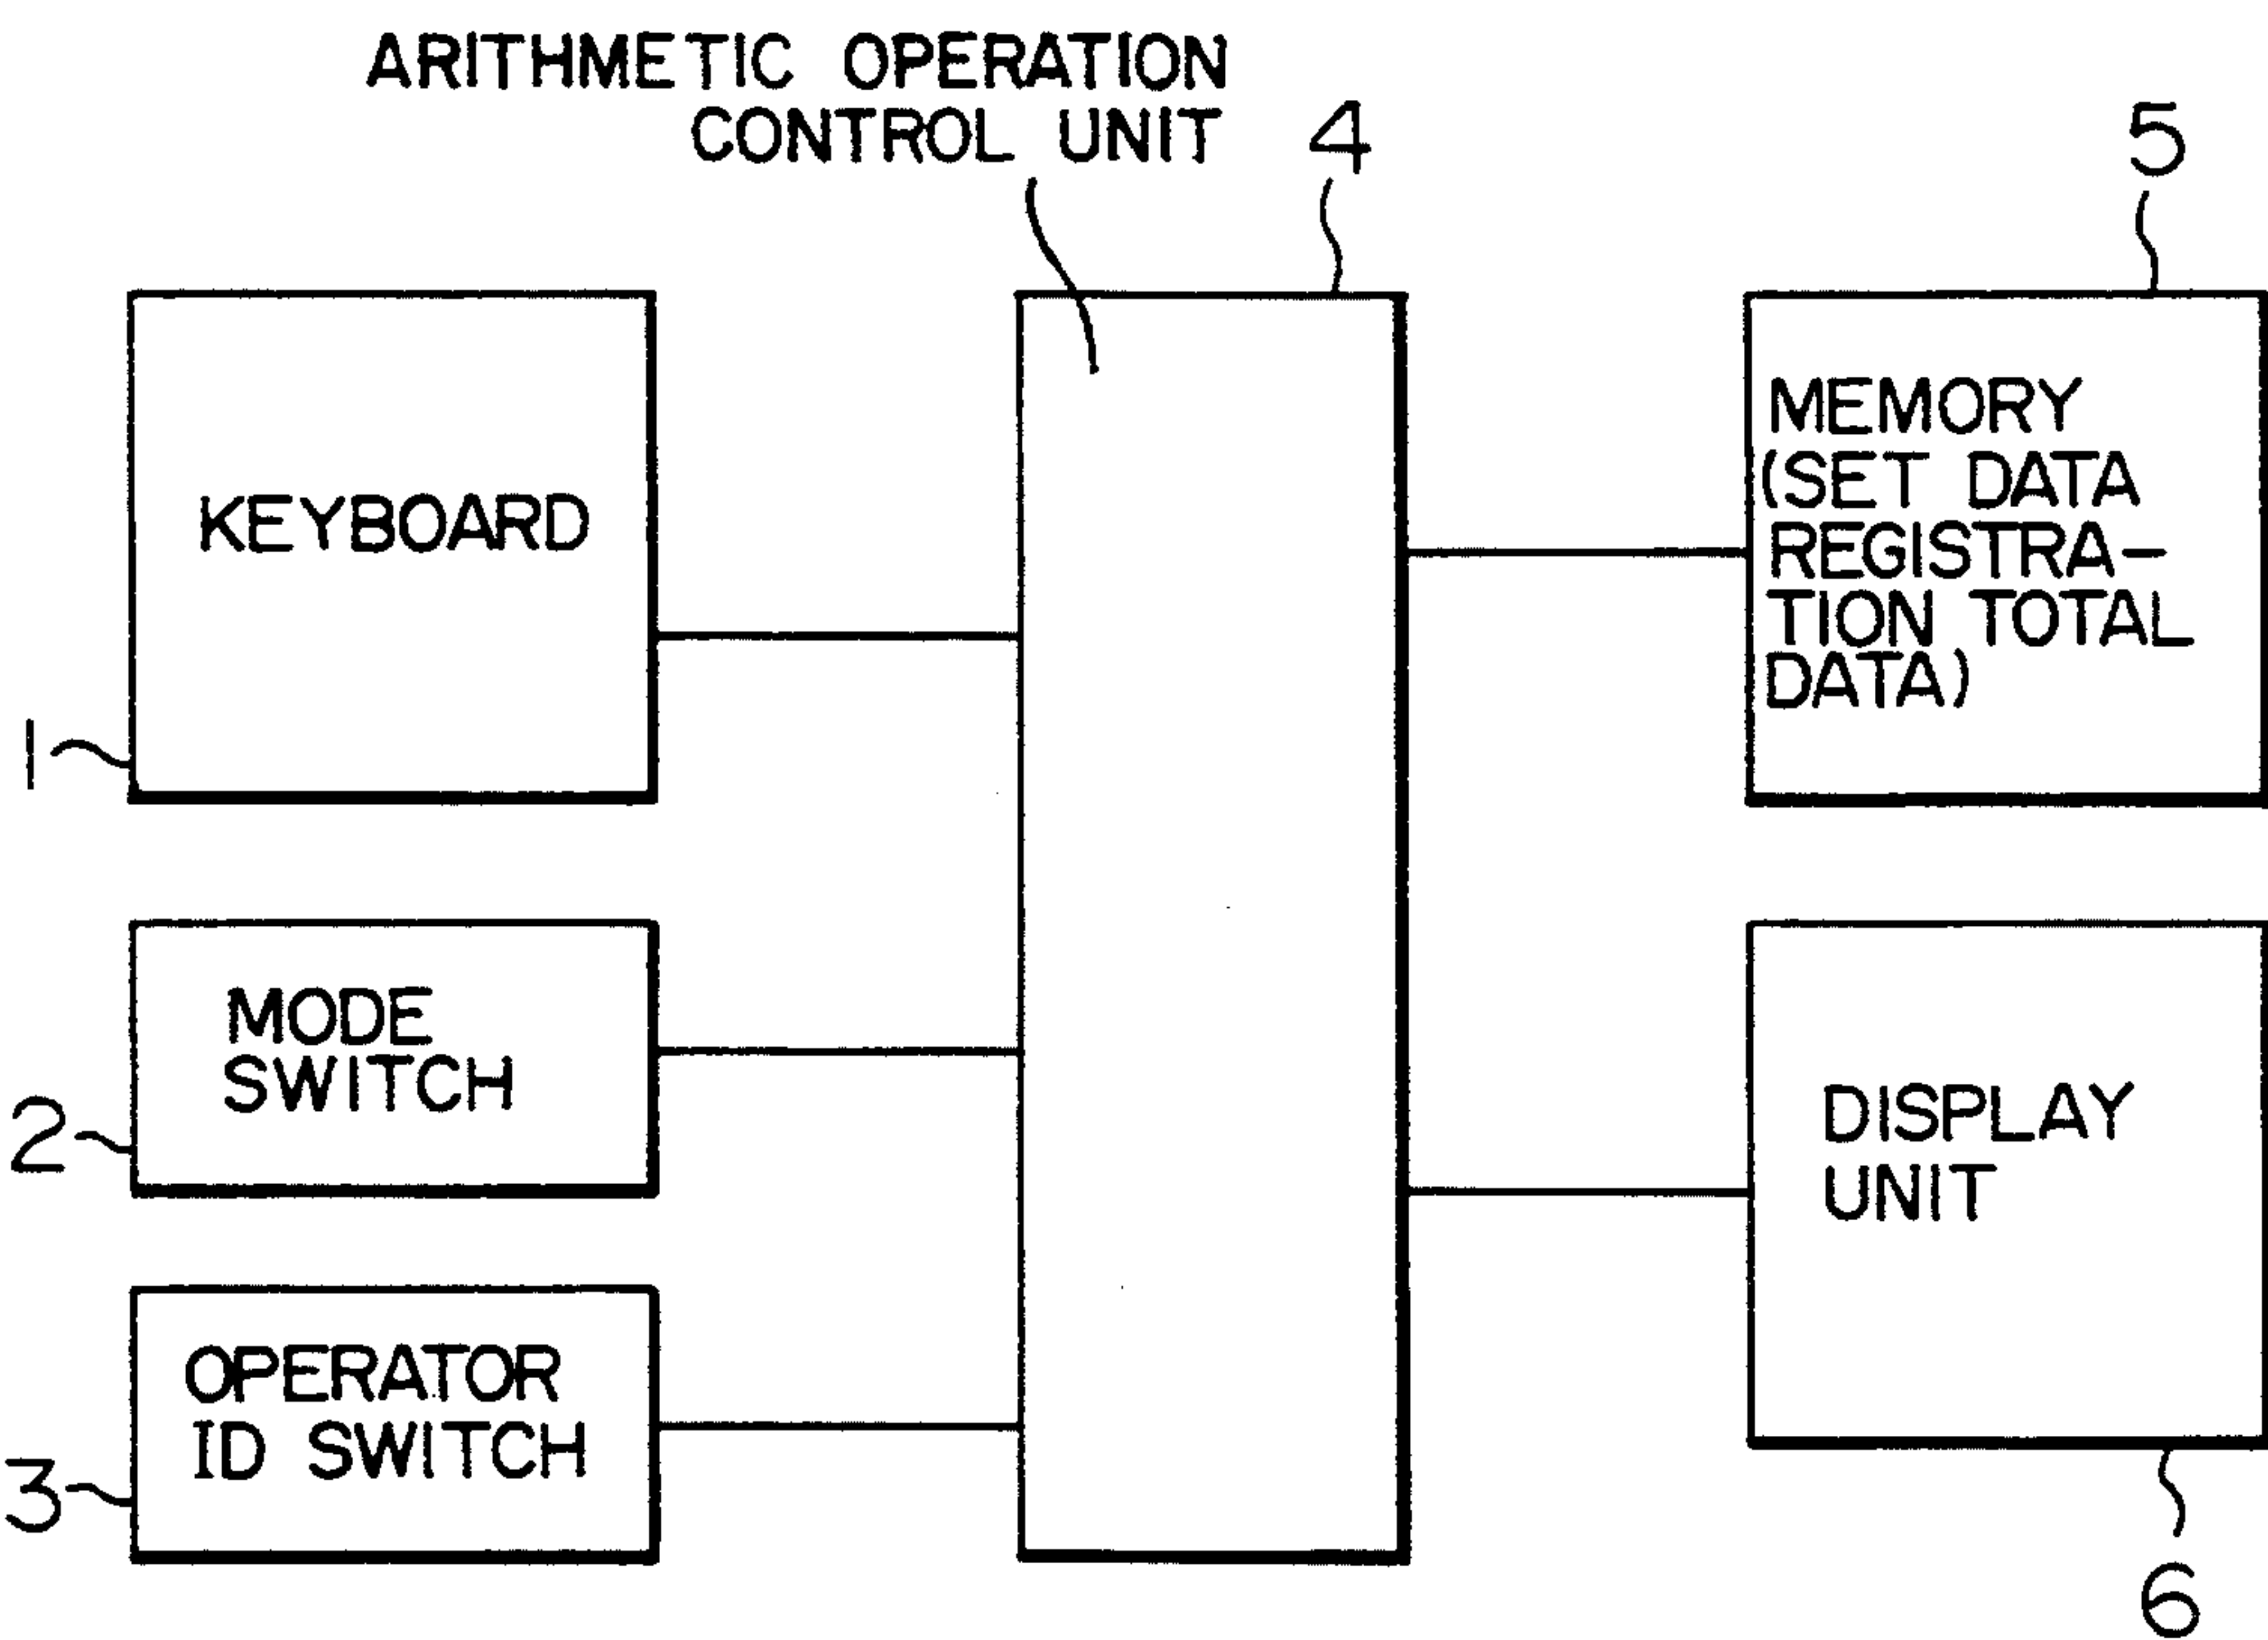 ARITHMETIC OPERATION
CONTROL UNIT
4
5
KEYBOARD
1
MEMORY
(SET DATA
REGISTRA-
TION TOTAL
DATA)
MODE
SWITCH
2
DISPLAY
UNIT
OPERATOR
ID SWITCH
3
6